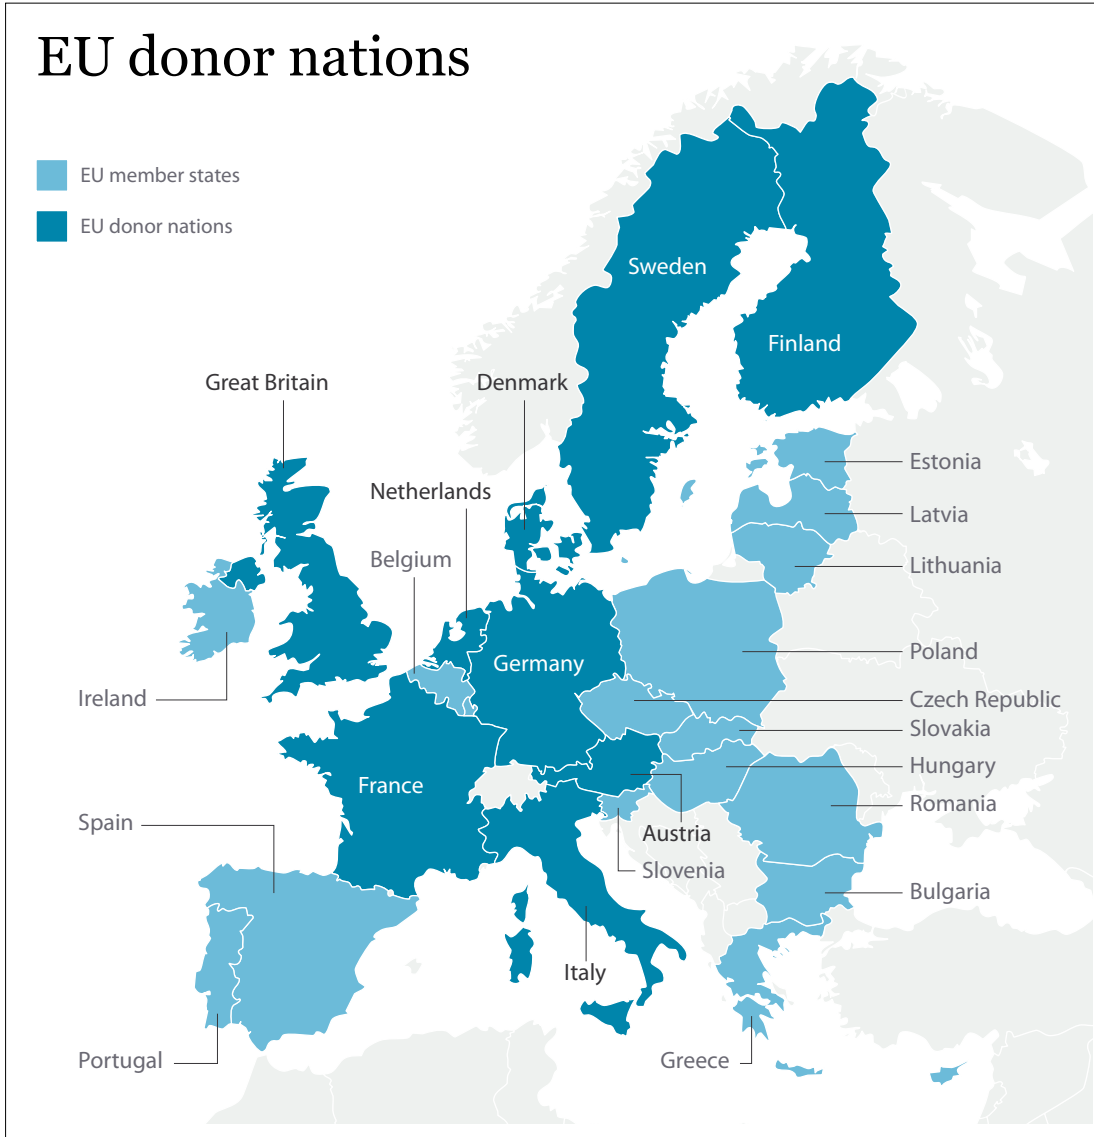 EU donor nations
EU member states
EU donor nations
Sweden
Finland
Great Britain
Denmark
Estonia
Netherlands
Latvia
Belgium
Lithuania
Germany
Poland
Ireland
Czech Republic
Slovakia
Hungary
France
Romania
Spain
Austria
Slovenia
Bulgaria
Italy
Portugal
Greece